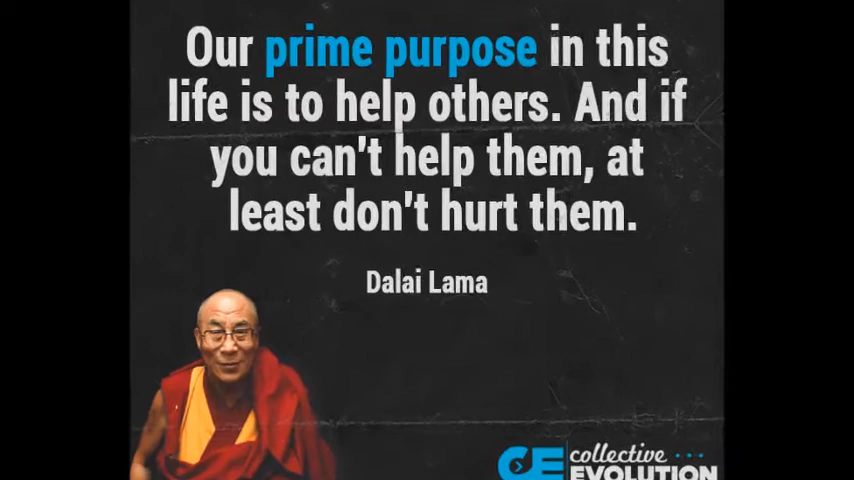 Our prime purpose in this
life is to help others. And if
you can't help them, at
least don't hurt them.
Dalai Lama
CE collective
EVOLUTION